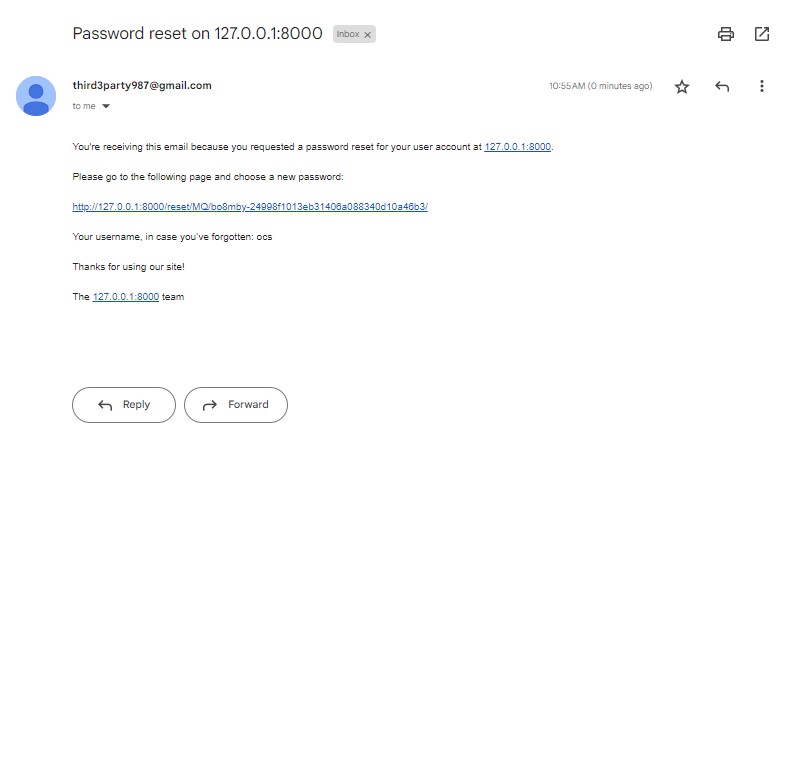 Password reset on 127.0.0.1:8000 Inbox x
third3party987@gmail.com 10:55 AM (0 minutes ago)
to me
You're receiving this email because you requested a password reset for your user account at 127.0.0.1:8000.
Please go to the following page and choose a new password:
http://127.0.0.1:8000/reset/MQ/bo8mby-24998f1013eb31406a088340d10a46b3/
Your username, in case you've forgotten: ocs
Thanks for using our site!
The 127.0.0.1:8000 team
Reply Forward